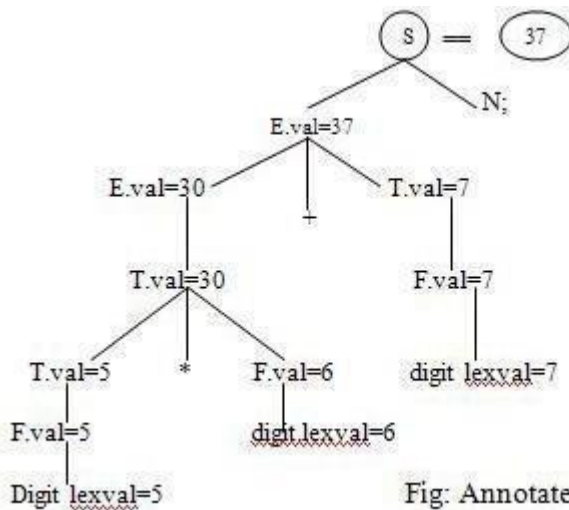 S = 37
N;
E.val=37
E.val=30 + T.val=7
T.val=30 F.val=7
T.val=5 * F.val=6 digit lexval=7
F.val=5 digit.lexval=6
Digit lexval=5 Fig: Annotate